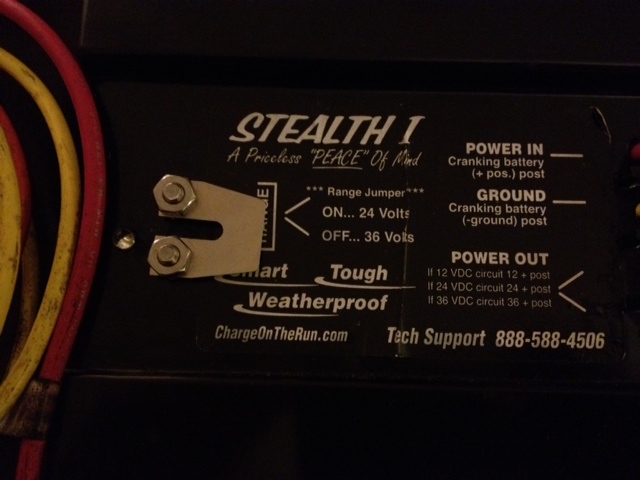 STEALTH I
A Priceless "PEACE" Of Mind
*** Range Jumper ***
ON... 24 Volts
OFF... 36 Volts
Smart Tough
Weatherproof
ChargeOnTheRun.com
POWER IN
Cranking battery
(+ pos.) post
GROUND
Cranking battery
(-ground) post
POWER OUT
If 12 VDC circuit 12 + post
If 24 VDC circuit 24 + post
If 36 VDC circuit 36 + post
Tech Support 888-588-4506